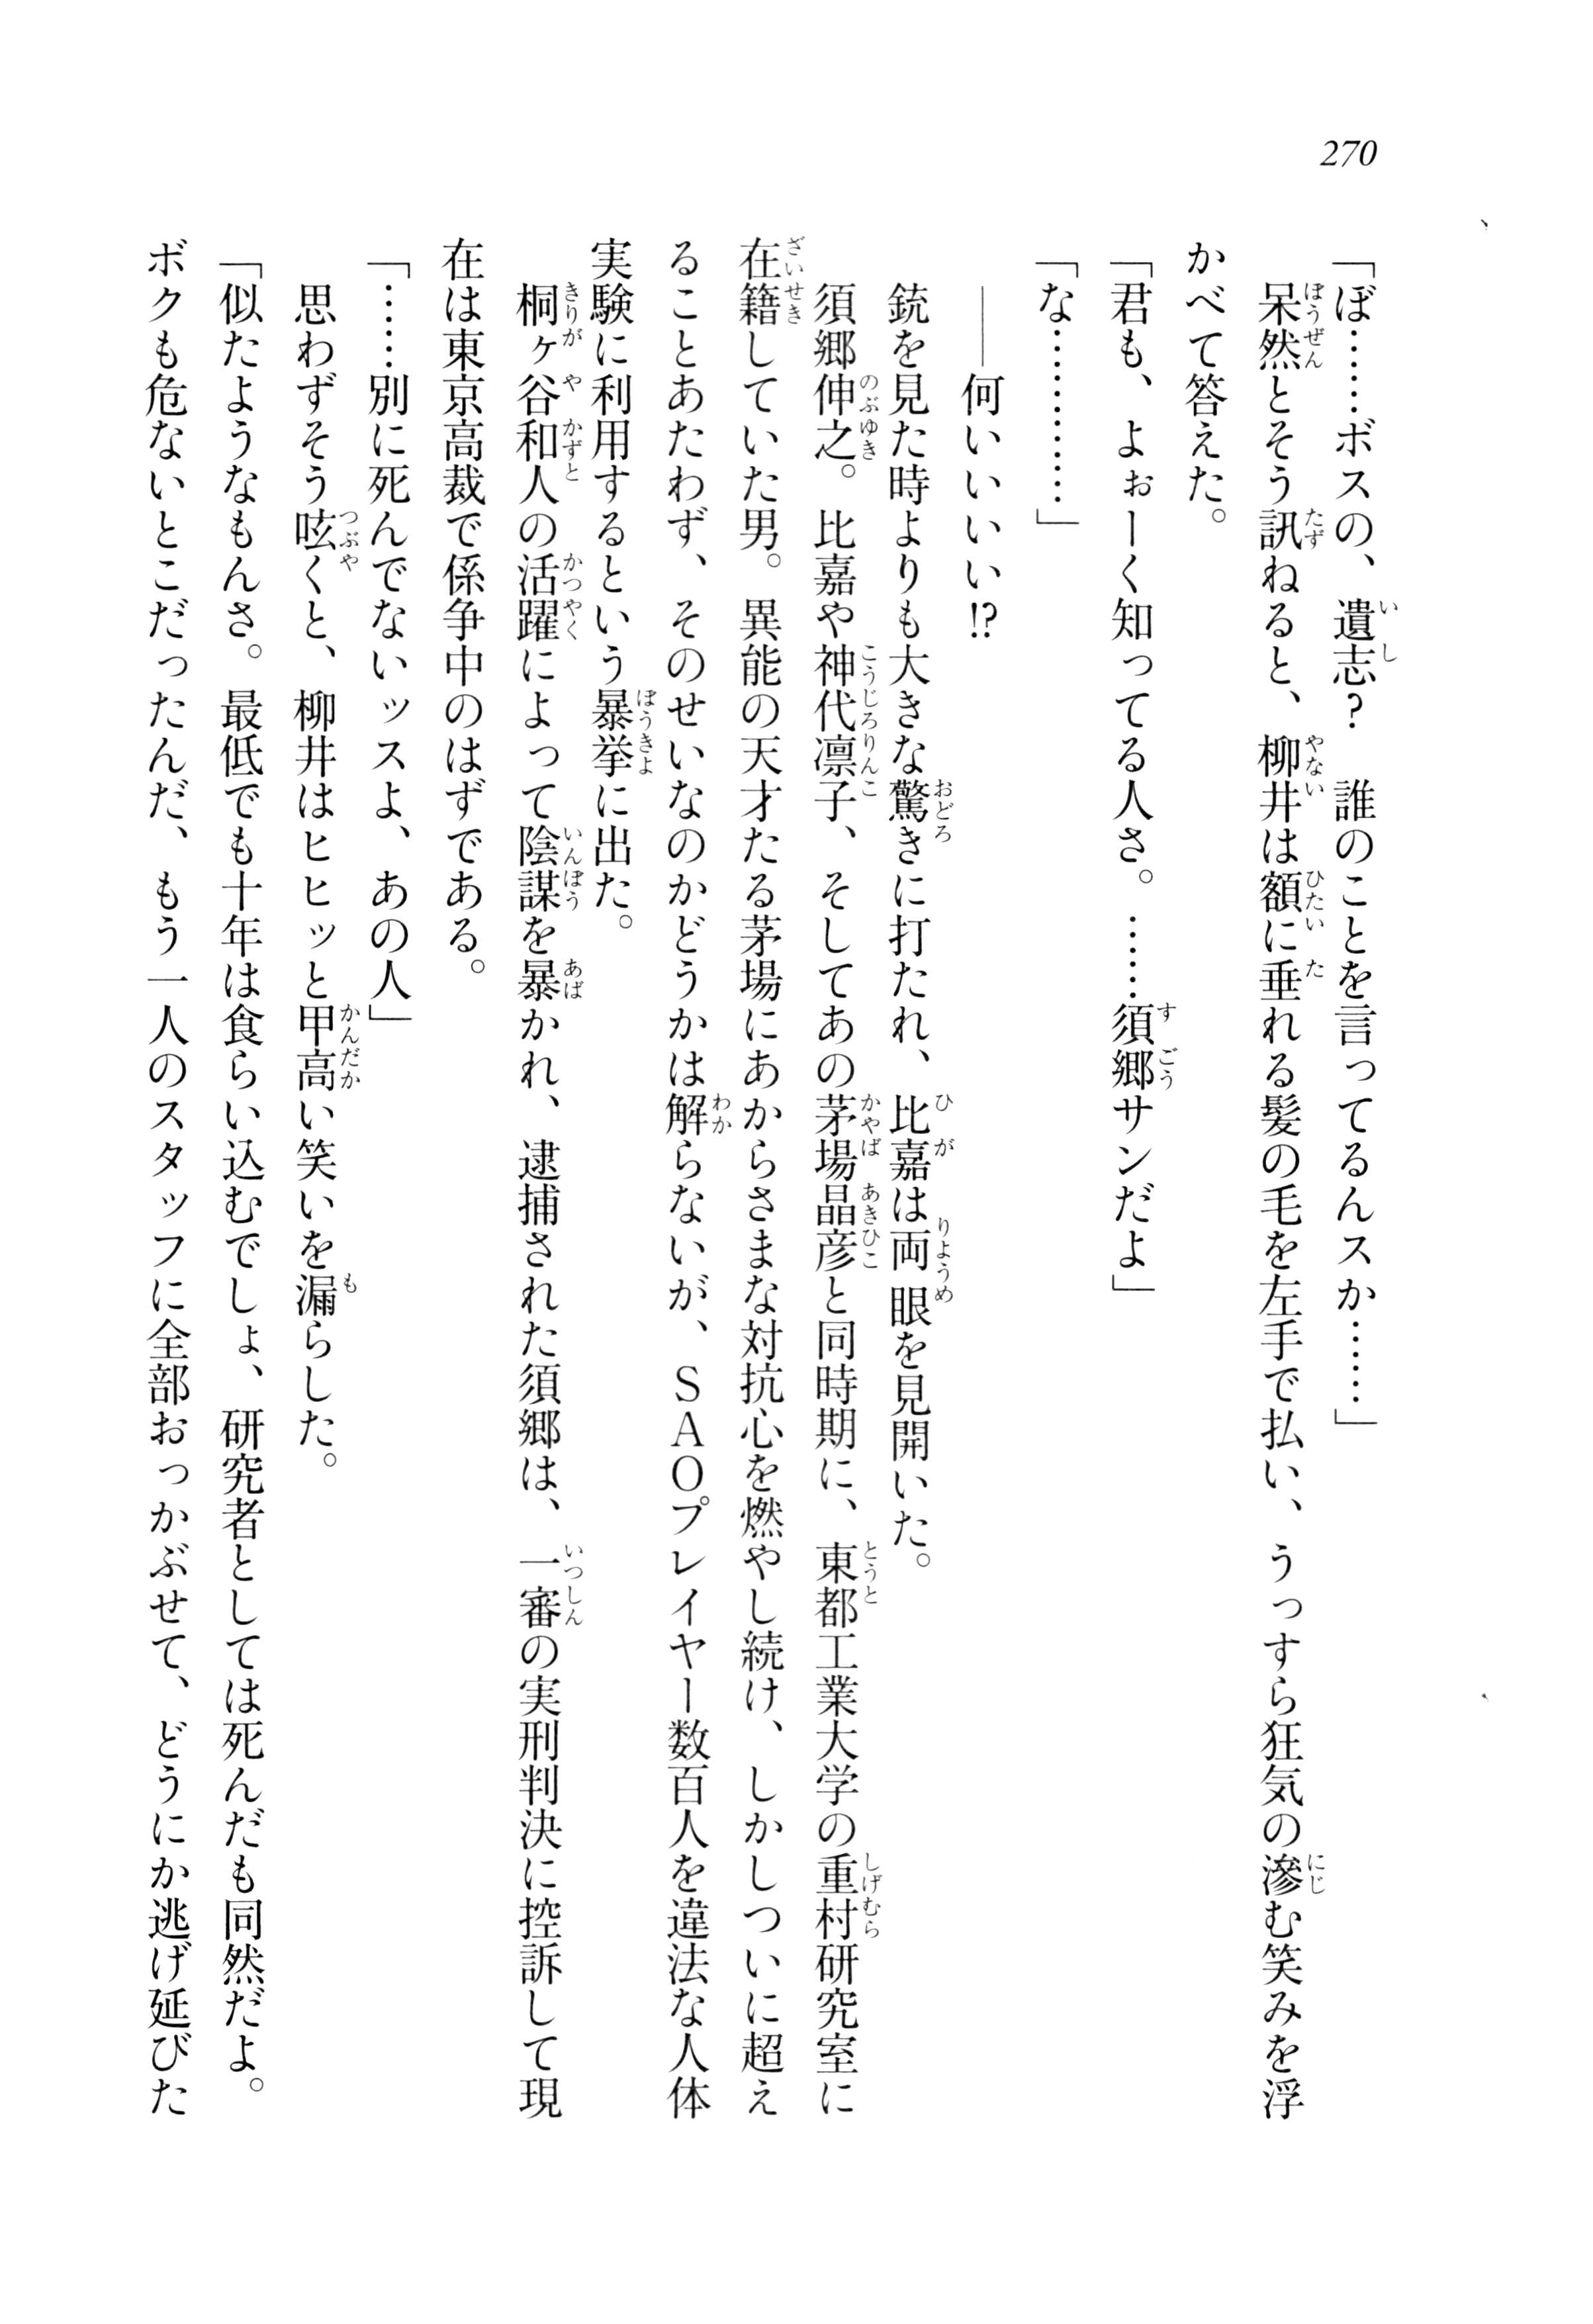 270
「ぼ……ボスの、遺志？　誰のことを言ってるんスか……」
呆然とそう訊ねると、柳井は額に垂れる髪の毛を左手で払い、うっすら狂気の滲む笑みを浮
かべて答えた。
「君も、よぉーく知ってる人さ。……須郷サンだよ」
「な…………」
――何いいいい!?
銃を見た時よりも大きな驚きに打たれ、比嘉は両眼を見開いた。
須郷伸之。比嘉や神代凛子、そしてあの茅場晶彦と同時期に、東都工業大学の重村研究室に
在籍していた男。異能の天才たる茅場にあからさまな対抗心を燃やし続け、しかしついに超え
ることあたわず、そのせいなのかどうかは解らないが、ＳＡＯプレイヤー数百人を違法な人体
実験に利用するという暴挙に出た。
桐ヶ谷和人の活躍によって陰謀を暴かれ、逮捕された須郷は、一審の実刑判決に控訴して現
在は東京高裁で係争中のはずである。
「……別に死んでないッスよ、あの人」
思わずそう呟くと、柳井はヒヒッと甲高い笑いを漏らした。
「似たようなもんさ。最低でも十年は食らい込むでしょ、研究者としては死んだも同然だよ。
ボクも危ないとこだったんだ、もう一人のスタッフに全部おっかぶせて、どうにか逃げ延びた